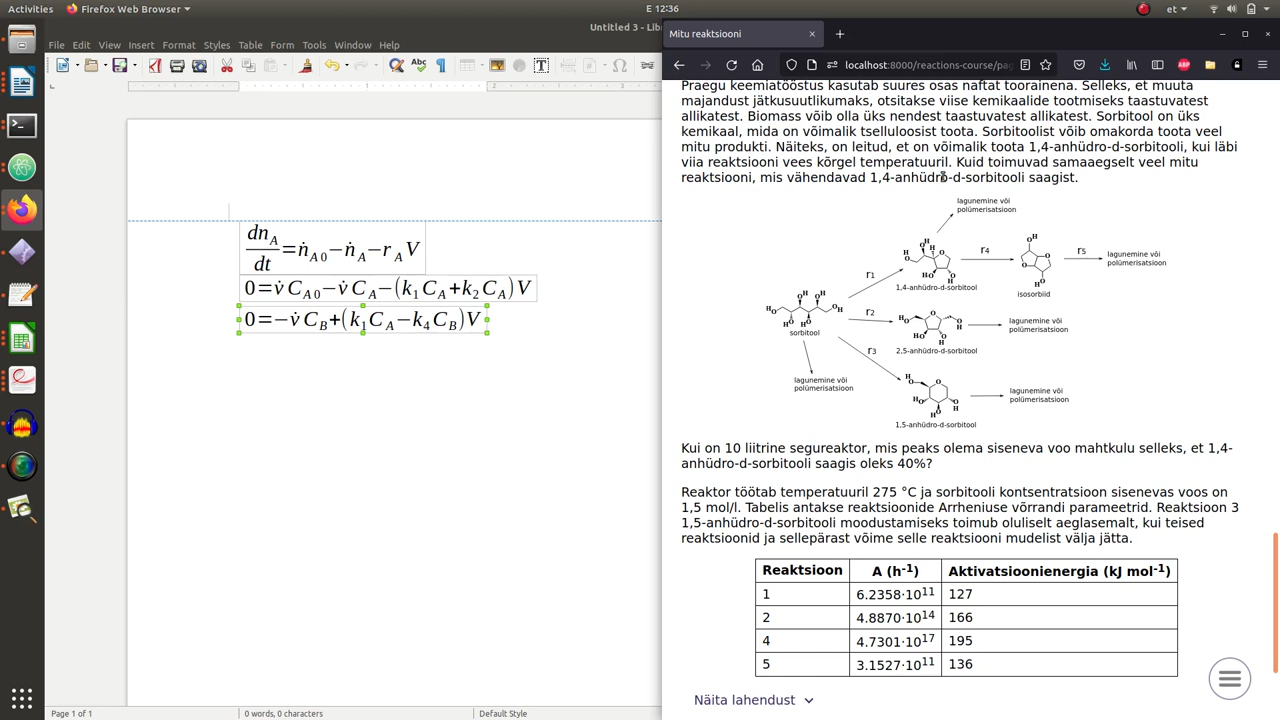 Activities
Firefox Web Browser
E 12:36
et
Untitled 3 - Lib
File Edit View Insert Format Styles Table Form Tools Window Help
dn_A/dt=ṅ_{A0}−ṅ_A−r_A V
0=v̇ C_{A0}−v̇ C_A−(k_1 C_A+k_2 C_A) V
0=−v̇ C_B+(k_1 C_A−k_4 C_B) V
Page 1 of 1
0 words, 0 characters
Default Style
Mitu reaktsiooni
localhost:8000/reactions-course/pag
Praegu keemiatööstus kasutab suures osas naftat toorainena. Selleks, et muuta
majandust jätkusuutlikumaks, otsitakse viise kemikaalide tootmiseks taastuvatest
allikatest. Biomass võib olla üks nendest taastuvatest allikatest. Sorbitool on üks
kemikaal, mida on võimalik tselluloosist toota. Sorbitoolist võib omakorda toota veel
mitu produkti. Näiteks, on leitud, et on võimalik toota 1,4-anhüdro-d-sorbitooli, kui läbi
viia reaktsiooni vees kõrgel temperatuuril. Kuid toimuvad samaaegselt veel mitu
reaktsiooni, mis vähendavad 1,4-anhüdro-d-sorbitooli saagist.
lagunemine või
polümerisatsioon
r1
1,4-anhüdro-d-sorbitool
r4
isosorbiid
r5
lagunemine või
polümerisatsioon
sorbitool
r2
2,5-anhüdro-d-sorbitool
lagunemine või
polümerisatsioon
r3
lagunemine või
polümerisatsioon
1,5-anhüdro-d-sorbitool
lagunemine või
polümerisatsioon
Kui on 10 liitrine segureaktor, mis peaks olema siseneva voo mahtkulu selleks, et 1,4-
anhüdro-d-sorbitooli saagis oleks 40%?
Reaktor töötab temperatuuril 275 °C ja sorbitooli kontsentratsioon sisenevas voos on
1,5 mol/l. Tabelis antakse reaktsioonide Arrheniuse võrrandi parameetrid. Reaktsioon 3
1,5-anhüdro-d-sorbitooli moodustamiseks toimub oluliselt aeglasemalt, kui teised
reaktsioonid ja sellepärast võime selle reaktsiooni mudelist välja jätta.
Reaktsioon A (h⁻¹) Aktivatsioonienergia (kJ mol⁻¹)
1 6.2358·10¹¹ 127
2 4.8870·10¹⁴ 166
4 4.7301·10¹⁷ 195
5 3.1527·10¹¹ 136
Näita lahendust